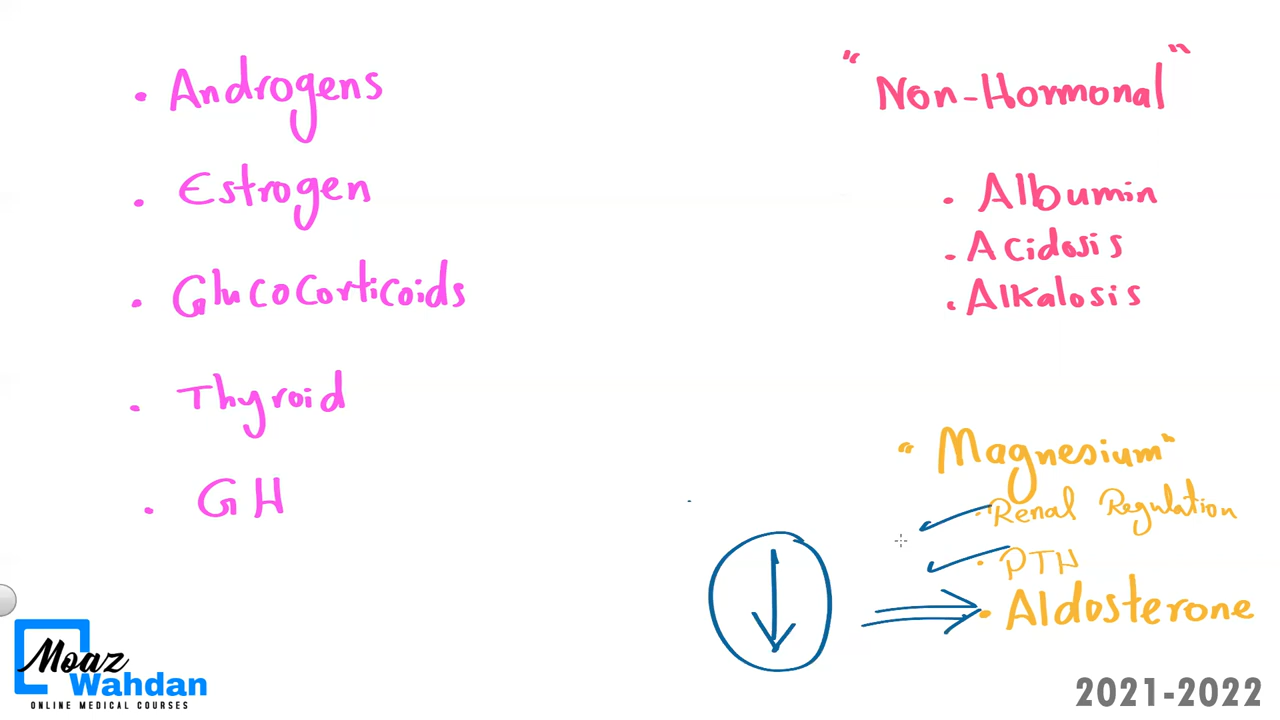 • Androgens
• Estrogen
• Glucocorticoids
• Thyroid
• GH
"Non-Hormonal"
• Albumin
• Acidosis
• Alkalosis
"Magnesium"
• Renal Regulation
• PTH
• Aldosterone
Moaz
Wahdan
ONLINE MEDICAL COURSES
2021-2022